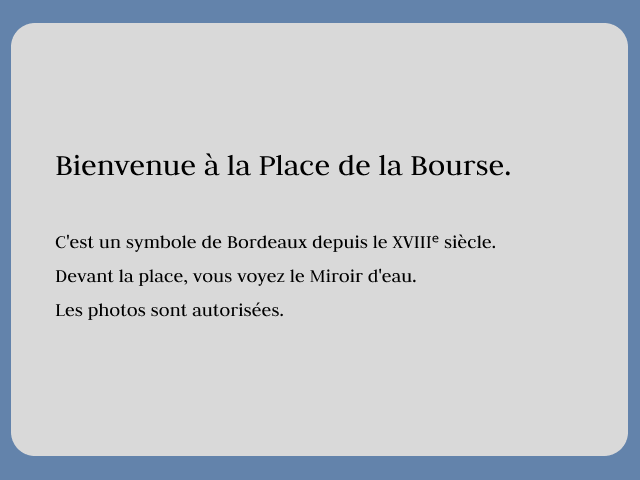 Bienvenue à la Place de la Bourse.
C'est un symbole de Bordeaux depuis le XVIIIᵉ siècle.
Devant la place, vous voyez le Miroir d'eau.
Les photos sont autorisées.